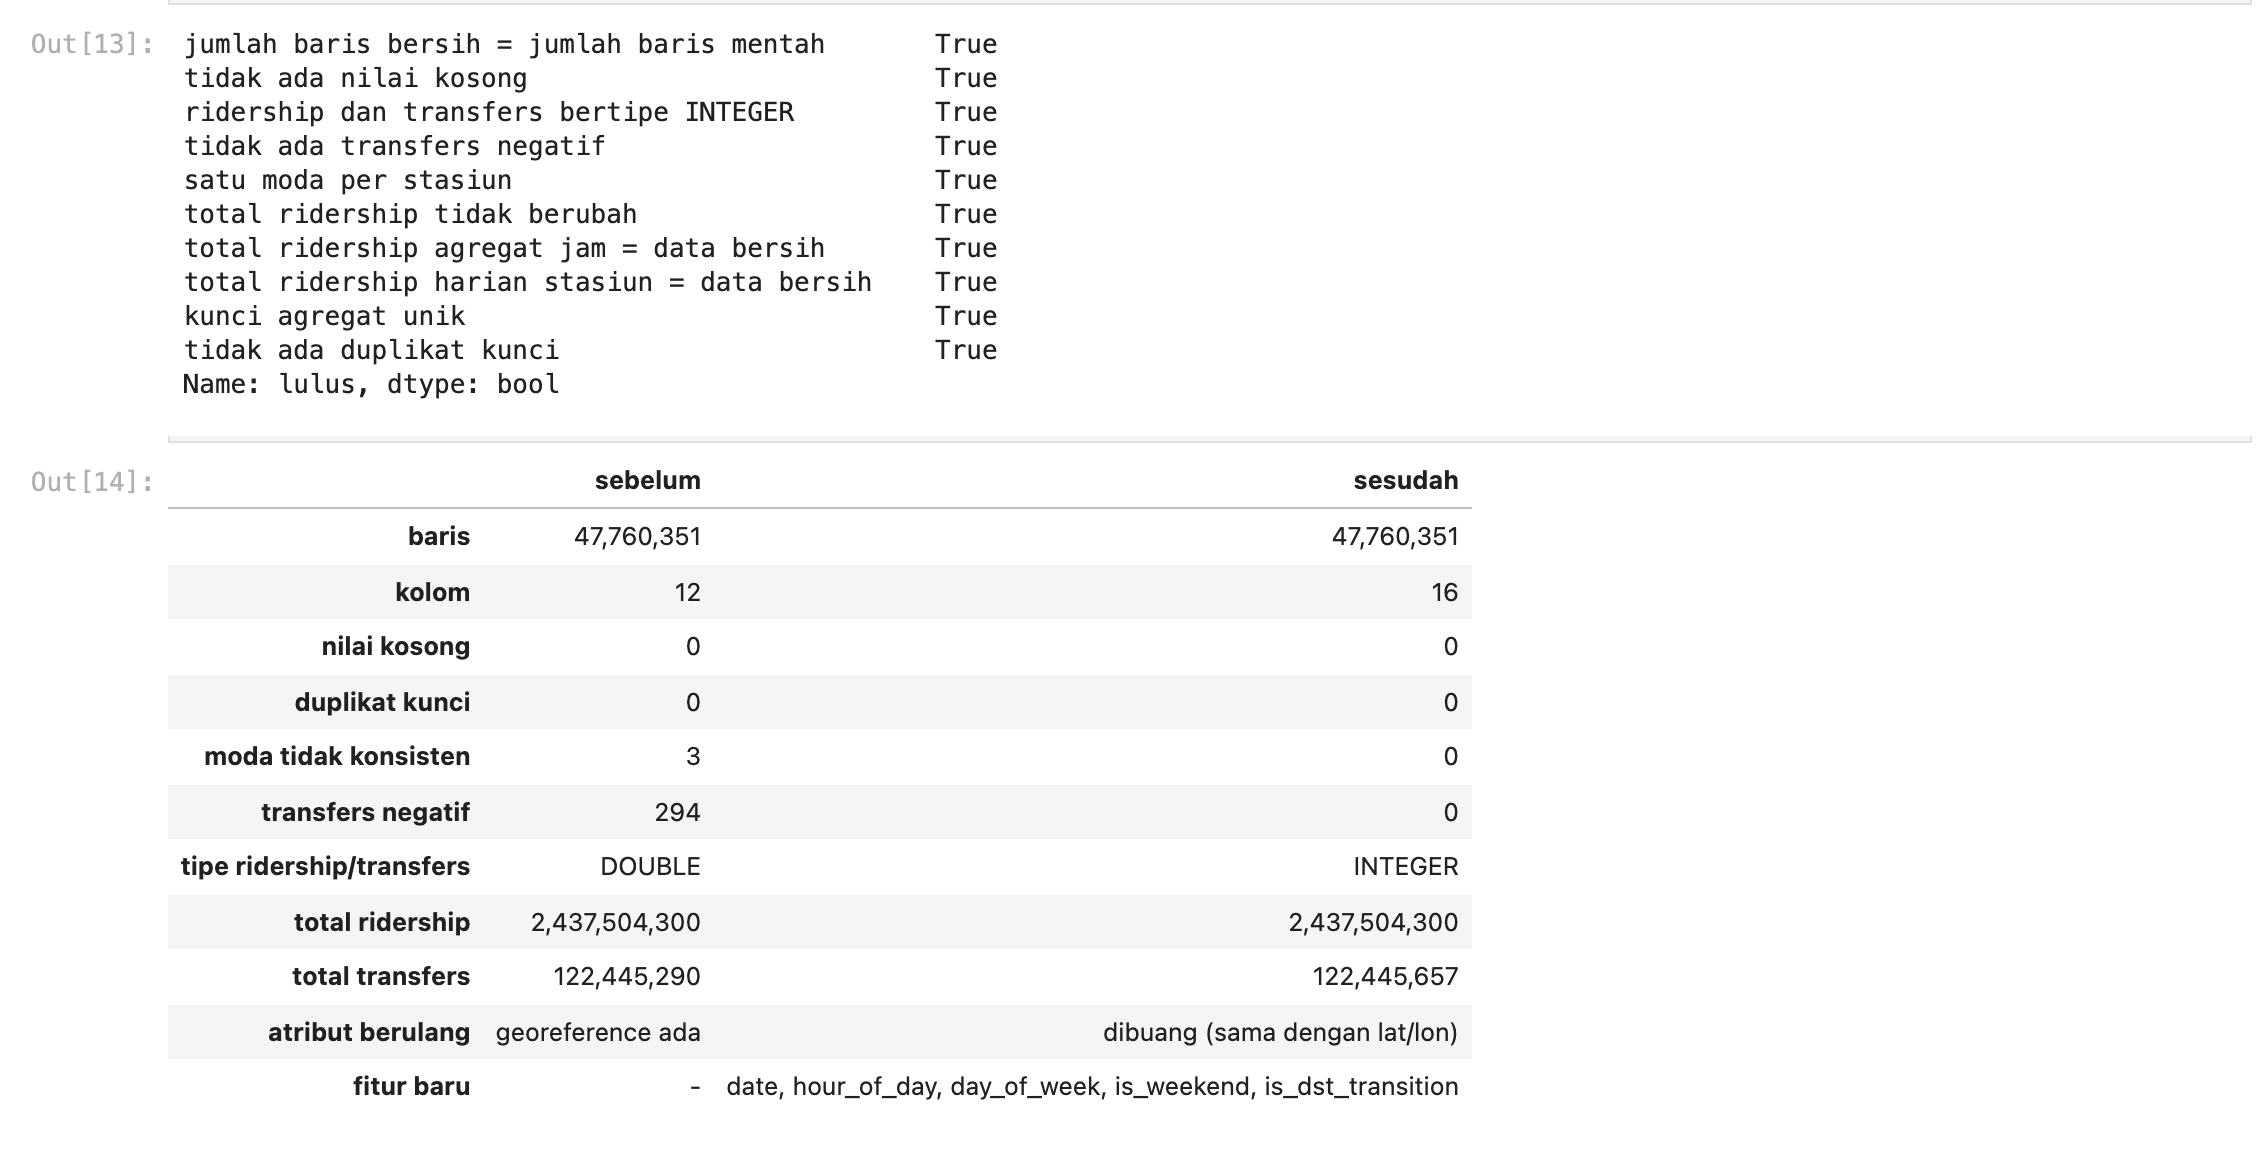 Out[13]: jumlah baris bersih = jumlah baris mentah True
tidak ada nilai kosong True
ridership dan transfers bertipe INTEGER True
tidak ada transfers negatif True
satu moda per stasiun True
total ridership tidak berubah True
total ridership agregat jam = data bersih True
total ridership harian stasiun = data bersih True
kunci agregat unik True
tidak ada duplikat kunci True
Name: lulus, dtype: bool
Out[14]: sebelum sesudah
baris 47,760,351 47,760,351
kolom 12 16
nilai kosong 0 0
duplikat kunci 0 0
moda tidak konsisten 3 0
transfers negatif 294 0
tipe ridership/transfers DOUBLE INTEGER
total ridership 2,437,504,300 2,437,504,300
total transfers 122,445,290 122,445,657
atribut berulang georeference ada dibuang (sama dengan lat/lon)
fitur baru - date, hour_of_day, day_of_week, is_weekend, is_dst_transition